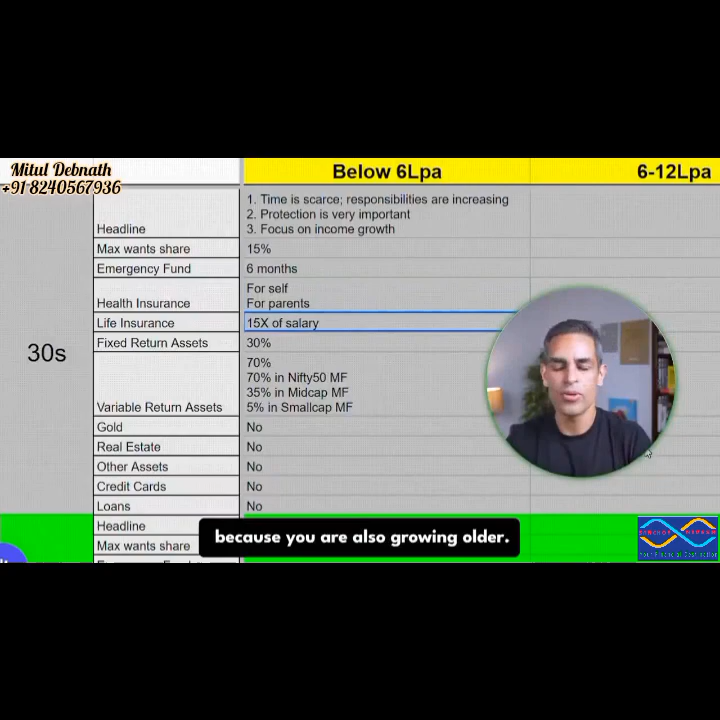 Mitul Debnath
+91 8240567936
Below 6Lpa
6-12Lpa
30s
Headline
1. Time is scarce; responsibilities are increasing
2. Protection is very important
3. Focus on income growth
Max wants share
15%
Emergency Fund
6 months
Health Insurance
For self
For parents
Life Insurance
15X of salary
Fixed Return Assets
30%
Variable Return Assets
70%
70% in Nifty50 MF
35% in Midcap MF
5% in Smallcap MF
Gold
No
Real Estate
No
Other Assets
No
Credit Cards
No
Loans
No
Headline
Max wants share
because you are also growing older.
Your Financial Destination